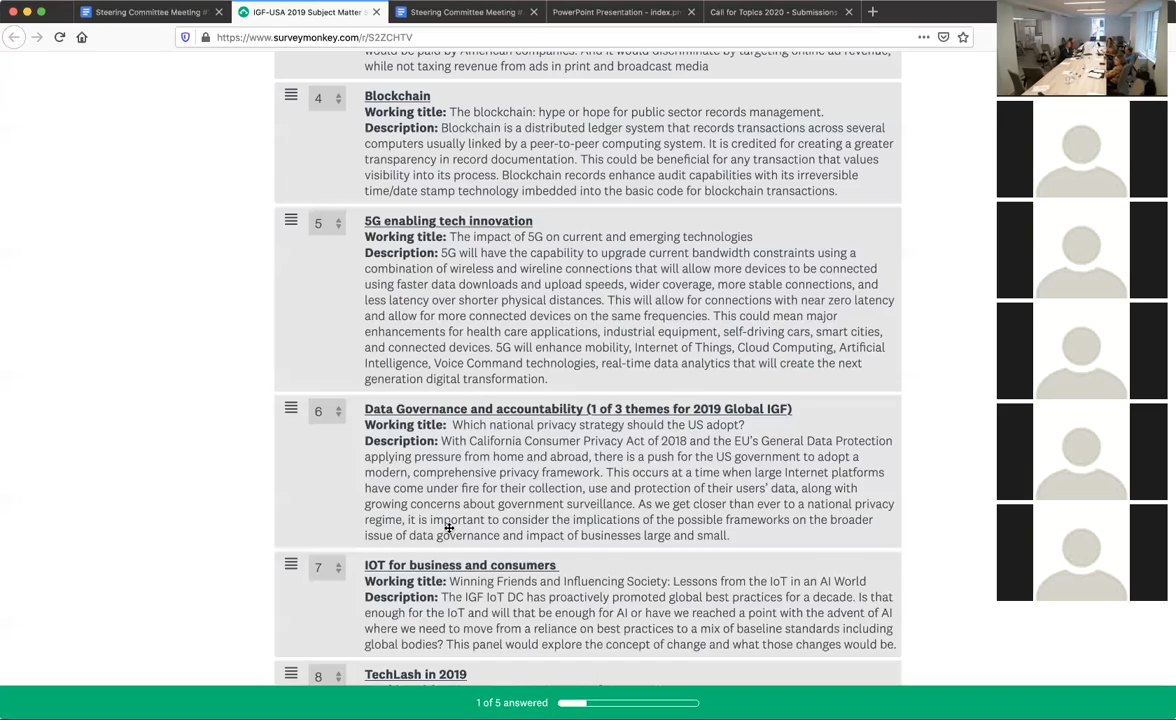 Steering Committee Meeting #
IGF-USA 2019 Subject Matter
Steering Committee Meeting #
PowerPoint Presentation - index.ph
Call for Topics 2020 - Submissions
https://www.surveymonkey.com/r/S2ZCHTV
would be paid by American companies. And it would discriminate by targeting online ad revenue,
while not taxing revenue from ads in print and broadcast media
4
Blockchain
Working title: The blockchain: hype or hope for public sector records management.
Description: Blockchain is a distributed ledger system that records transactions across several
computers usually linked by a peer-to-peer computing system. It is credited for creating a greater
transparency in record documentation. This could be beneficial for any transaction that values
visibility into its process. Blockchain records enhance audit capabilities with its irreversible
time/date stamp technology imbedded into the basic code for blockchain transactions.
5
5G enabling tech innovation
Working title: The impact of 5G on current and emerging technologies
Description: 5G will have the capability to upgrade current bandwidth constraints using a
combination of wireless and wireline connections that will allow more devices to be connected
using faster data downloads and upload speeds, wider coverage, more stable connections, and
less latency over shorter physical distances. This will allow for connections with near zero latency
and allow for more connected devices on the same frequencies. This could mean major
enhancements for health care applications, industrial equipment, self-driving cars, smart cities,
and connected devices. 5G will enhance mobility, Internet of Things, Cloud Computing, Artificial
Intelligence, Voice Command technologies, real-time data analytics that will create the next
generation digital transformation.
6
Data Governance and accountability (1 of 3 themes for 2019 Global IGF)
Working title: Which national privacy strategy should the US adopt?
Description: With California Consumer Privacy Act of 2018 and the EU's General Data Protection
applying pressure from home and abroad, there is a push for the US government to adopt a
modern, comprehensive privacy framework. This occurs at a time when large Internet platforms
have come under fire for their collection, use and protection of their users' data, along with
growing concerns about government surveillance. As we get closer than ever to a national privacy
regime, it is important to consider the implications of the possible frameworks on the broader
issue of data governance and impact of businesses large and small.
7
IOT for business and consumers
Working title: Winning Friends and Influencing Society: Lessons from the IoT in an AI World
Description: The IGF IoT DC has proactively promoted global best practices for a decade. Is that
enough for the IoT and will that be enough for AI or have we reached a point with the advent of AI
where we need to move from a reliance on best practices to a mix of baseline standards including
global bodies? This panel would explore the concept of change and what those changes would be.
8
TechLash in 2019
1 of 5 answered